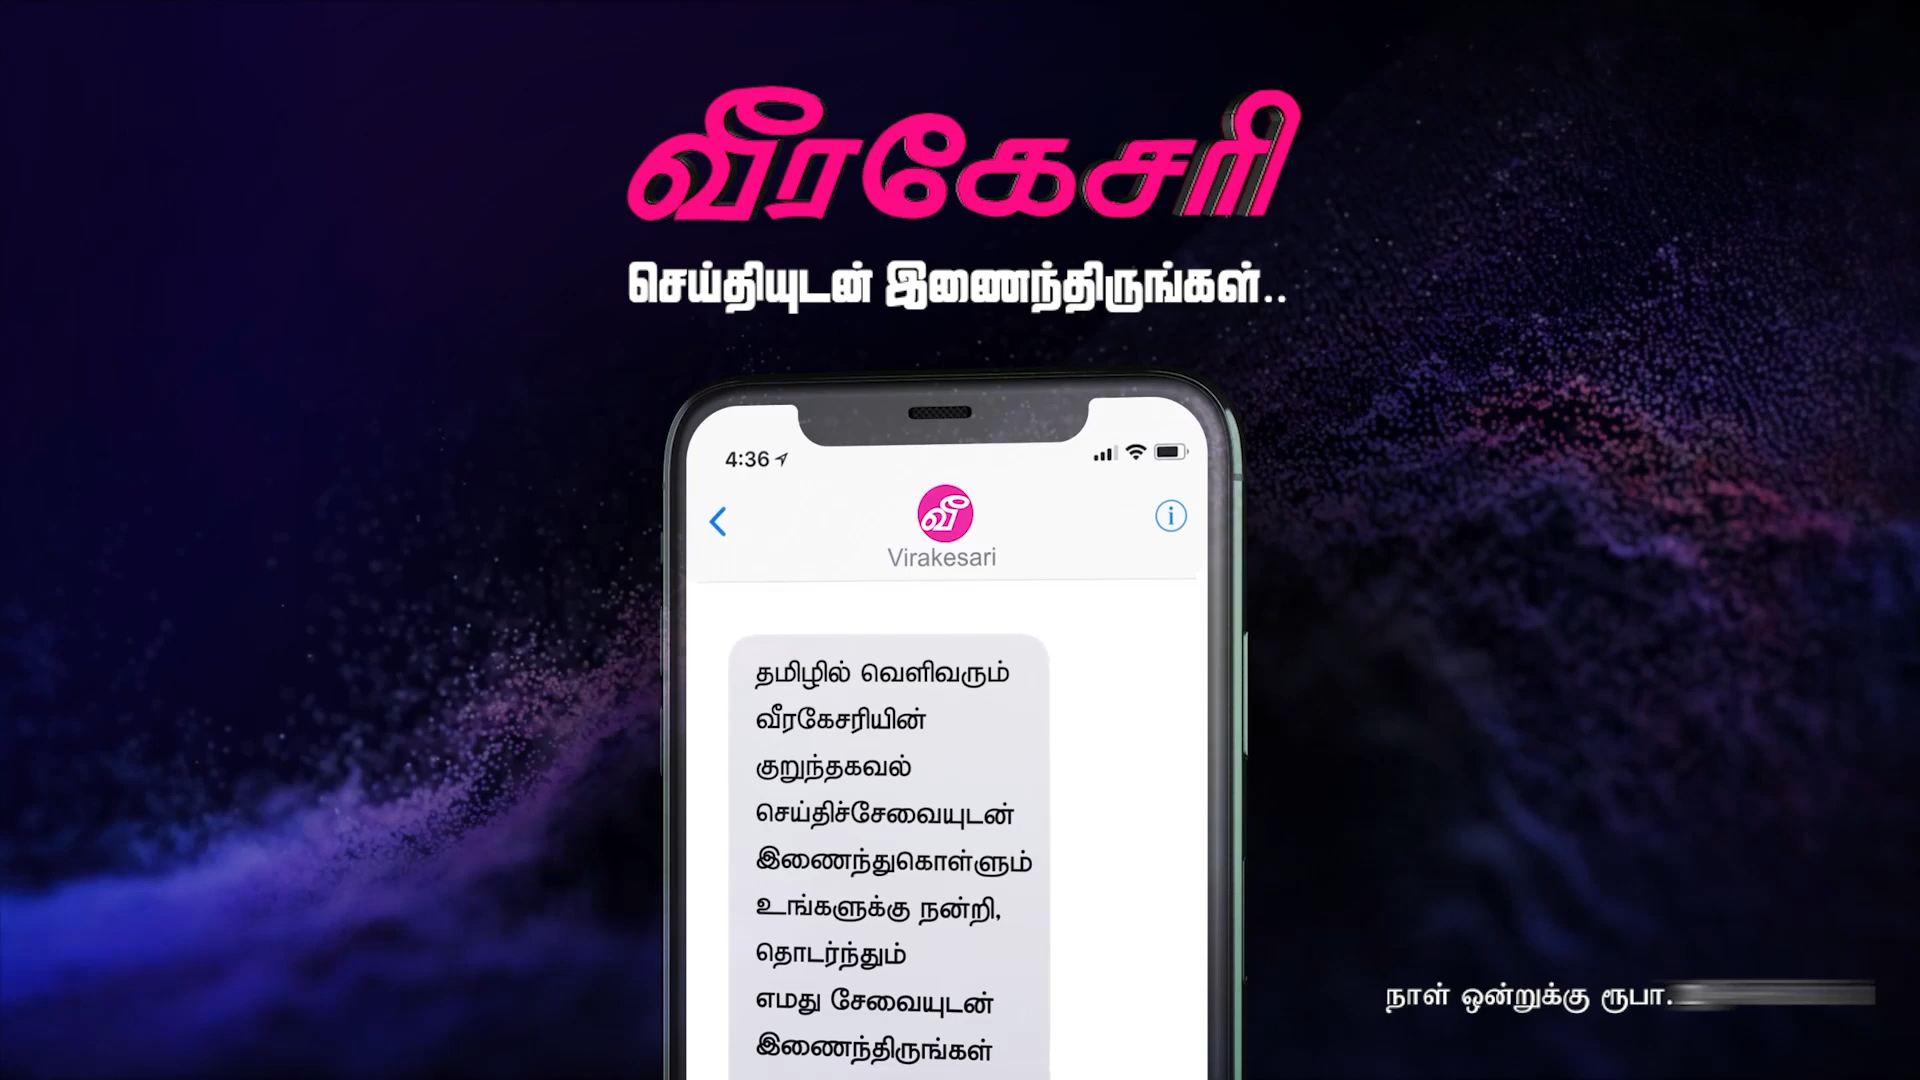 வீரகேசரி
செய்தியுடன் இணைந்திருங்கள்..
4:36
வீ
Virakesari
தமிழில் வெளிவரும்
வீரகேசரியின்
குறுந்தகவல்
செய்திச்சேவையுடன்
இணைந்துகொள்ளும்
உங்களுக்கு நன்றி,
தொடர்ந்தும்
எமது சேவையுடன்
இணைந்திருங்கள்
நாள் ஒன்றுக்கு ரூபா.